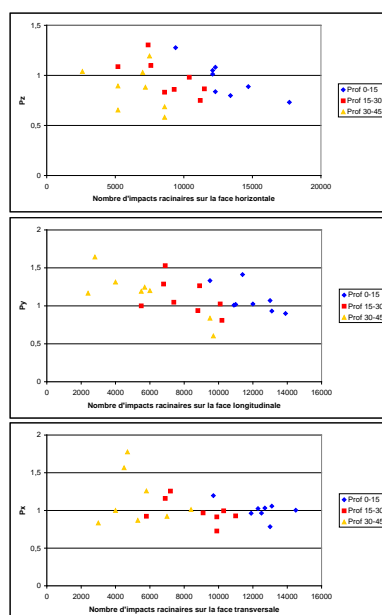 2
1,5
1
0,5
0
Pz
0 5000 10000 15000 20000
Nombre d'impacts racinaires sur la face horizontale
Prof 0-15
Prof 15-30
Prof 30-45
2
1,5
1
0,5
0
Py
0 2000 4000 6000 8000 10000 12000 14000 16000
Nombre d'impacts racinaires sur la face longitudinale
Prof 0-15
Prof 15-30
Prof 30-45
2
1,5
1
0,5
0
Px
0 2000 4000 6000 8000 10000 12000 14000 16000
Nombre d'impacts racinaires sur la face transversale
Prof 0-15
Prof 15-30
Prof 30-45